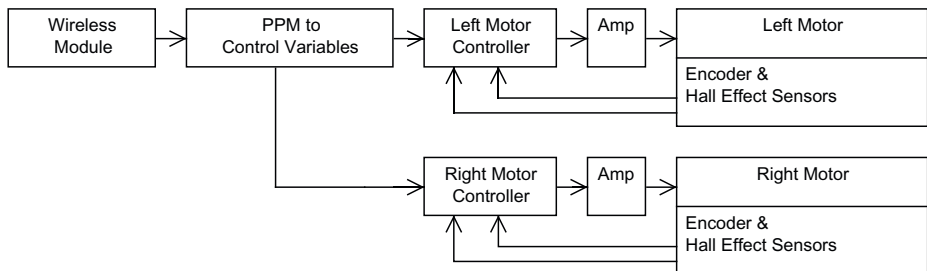 Wireless
Module
PPM to
Control Variables
Left Motor
Controller
Amp
Left Motor
Encoder &
Hall Effect Sensors
Right Motor
Controller
Amp
Right Motor
Encoder &
Hall Effect Sensors